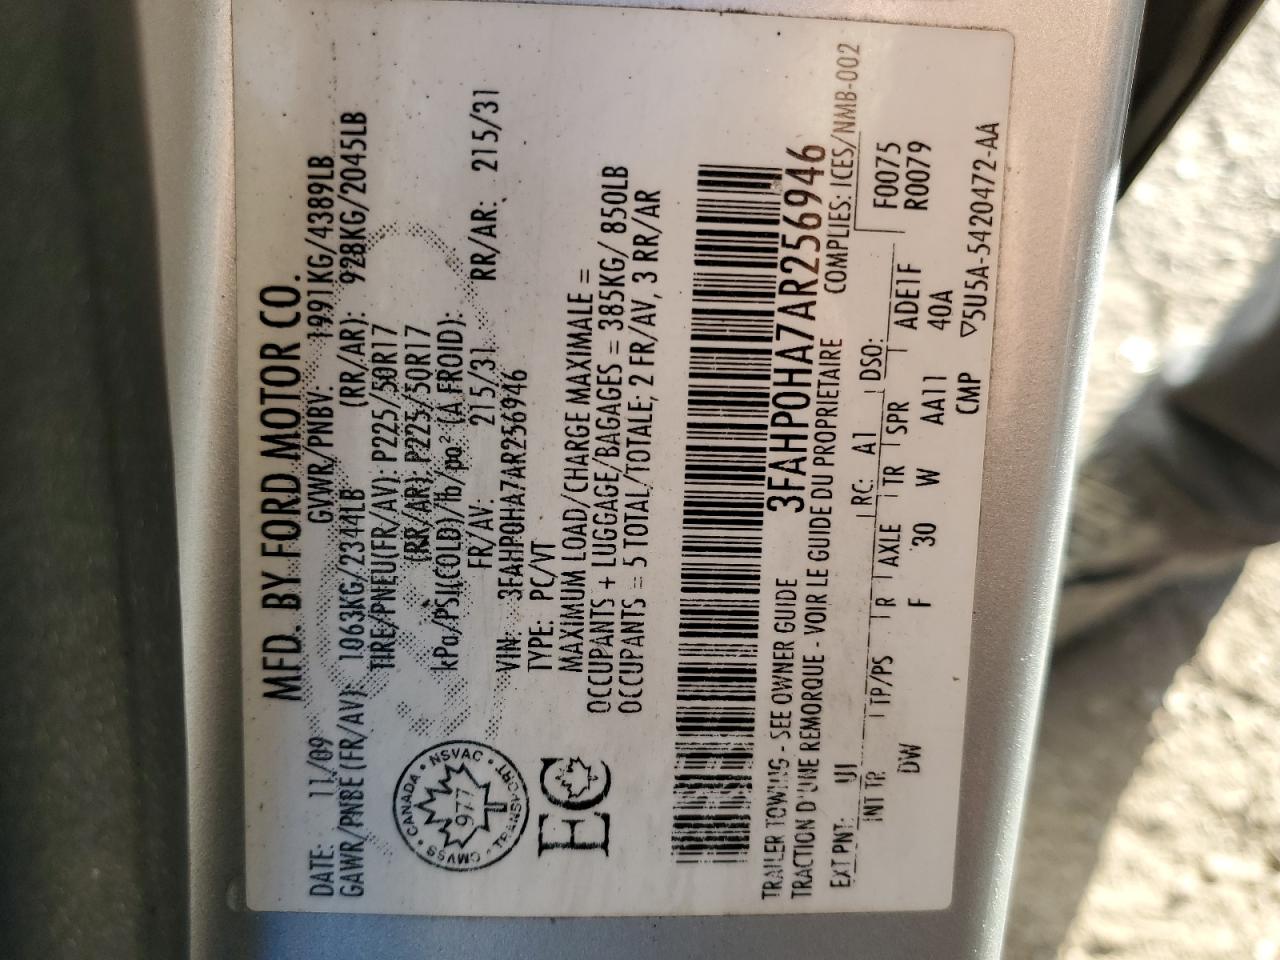 MFD. BY FORD MOTOR CO.
DATE: 11/09 GVWR/PNBV: 1991KG/4389LB
GAWR/PNBE (FR/AV): 1063KG/2344LB (RR/AR): 928KG/2045LB
TIRE/PNEU(FR/AV): P225/50R17
(RR/AR): P225/50R17
kPa/PSI(COLD)/lb/po² (A FROID):
FR/AV: 215/31 RR/AR: 215/31
VIN: 3FAHP0HA7AR256946
TYPE: PC/VT
MAXIMUM LOAD/CHARGE MAXIMALE =
OCCUPANTS + LUGGAGE/BAGAGES = 385KG/ 850LB
OCCUPANTS = 5 TOTAL/TOTALE; 2 FR/AV, 3 RR/AR
CANADA • NSVAC • TRANSPORT • CMVSS
977
EC
3FAHP0HA7AR256946
TRAILER TOWING - SEE OWNER GUIDE
TRACTION D'UNE REMORQUE - VOIR LE GUIDE DU PROPRIETAIRE COMPLIES: ICES/NMB-002
EXT PNT: UI RC: A1 DSO: F0075
INT TR TP/PS R AXLE TR SPR R0079
DW F 30 W AA11 40A ADE1F
CMP ▽5U5A-5420472-AA